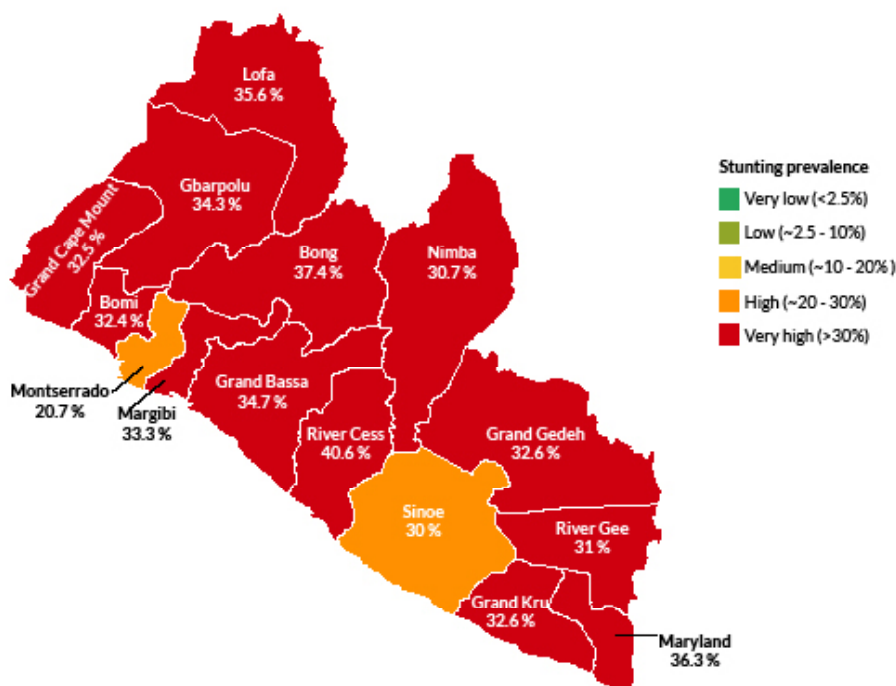 Lofa
35.6 %
Gbarpolu
34.3 %
Grand Cape Mount
32.5 %
Bong
37.4 %
Nimba
30.7 %
Bomi
32.4 %
Montserrado
20.7 %
Margibi
33.3 %
Grand Bassa
34.7 %
River Cess
40.6 %
Grand Gedeh
32.6 %
Sinoe
30 %
River Gee
31 %
Grand Kru
32.6 %
Maryland
36.3 %
Stunting prevalence
Very low (<2.5%)
Low (~2.5 - 10%)
Medium (~10 - 20%)
High (~20 - 30%)
Very high (>30%)